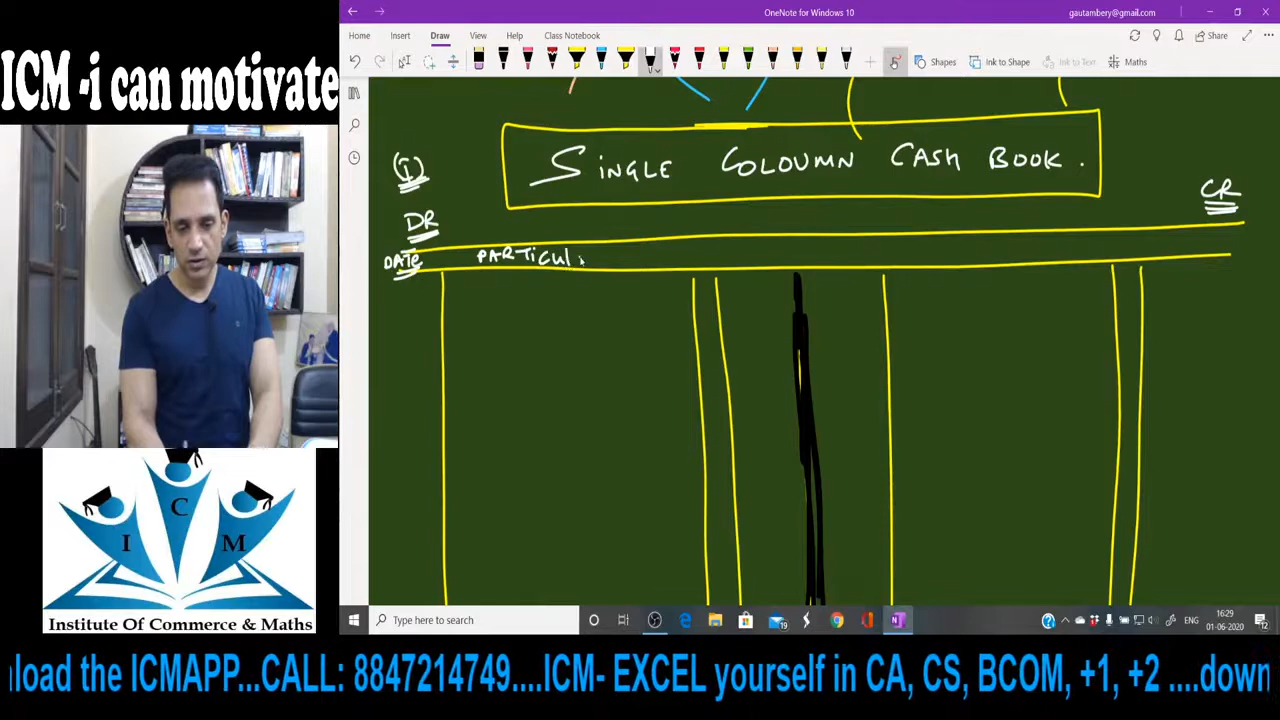 ICM -i can motivate
OneNote for Windows 10
gautambery@gmail.com
Home Insert Draw View Help Class Notebook
Share
Shapes Ink to Shape Ink to Text Maths
(I)
SINGLE COLOUMN CASH BOOK.
DR
CR
DATE PARTICUL
I C M
Institute Of Commerce & Maths
Type here to search
19
ENG
16:29
01-06-2020
12
nload the ICMAPP...CALL: 8847214749....ICM- EXCEL yourself in CA, CS, BCOM, +1, +2 ....down